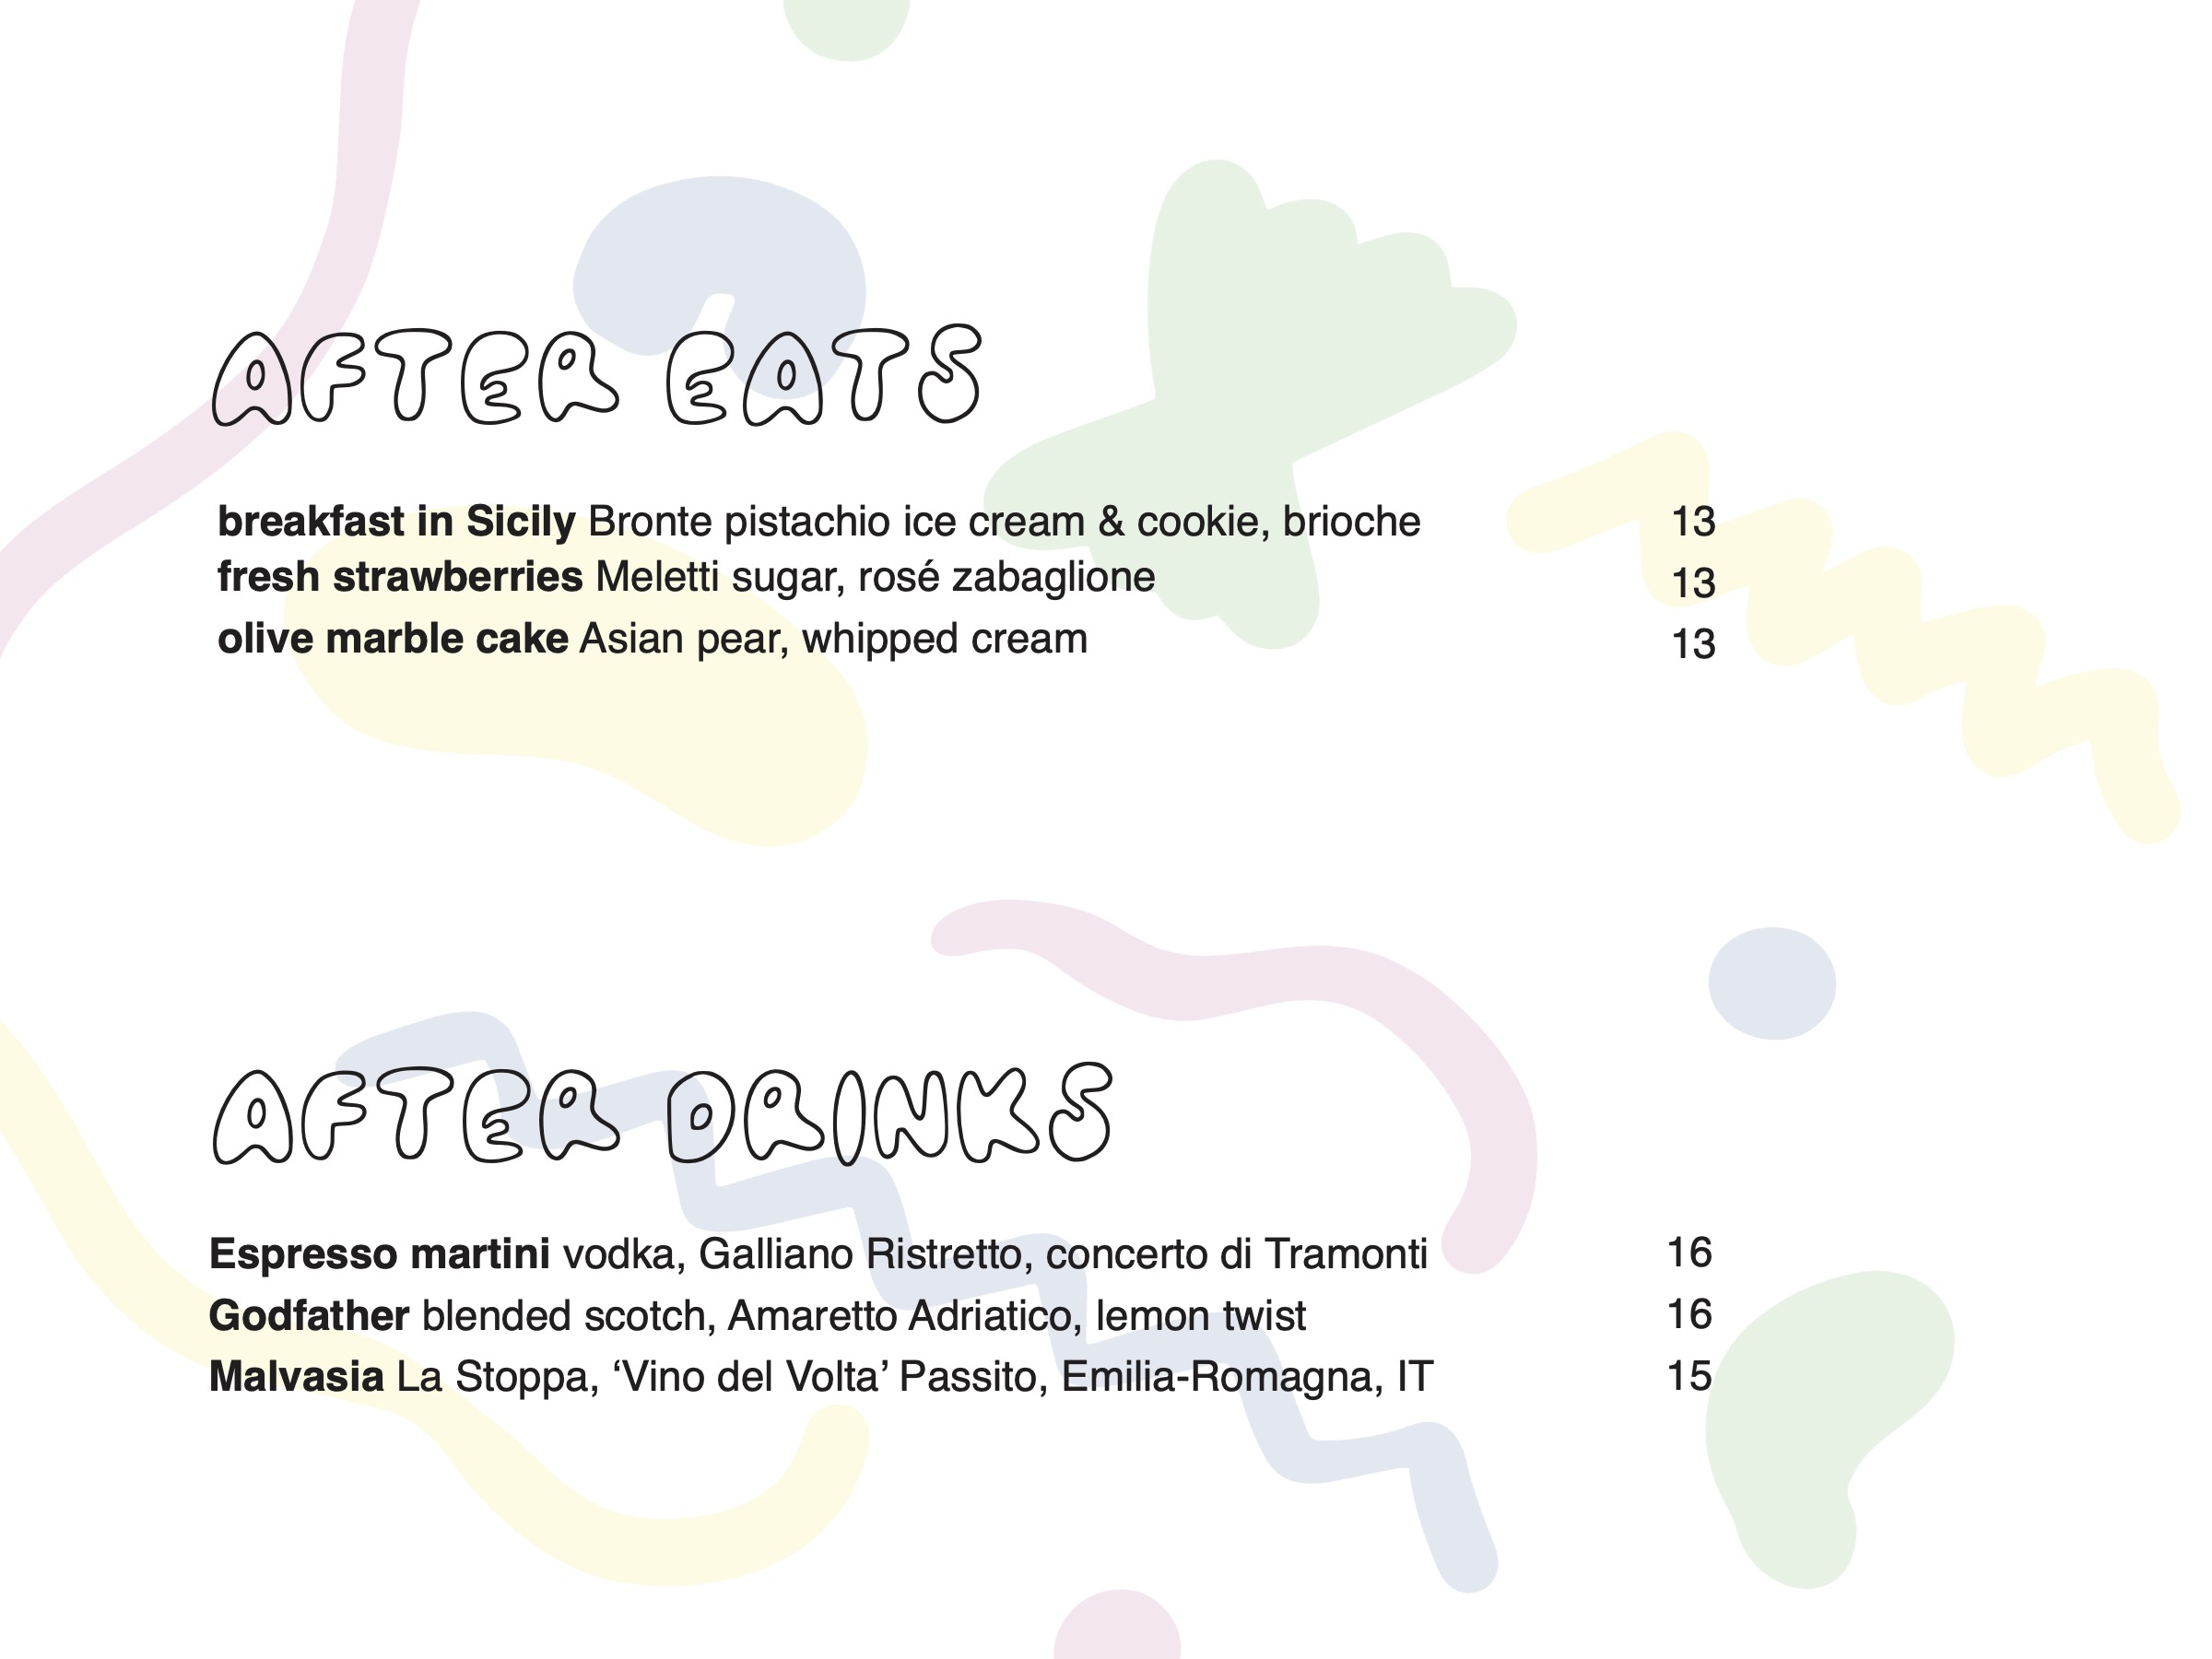 AFTER EATS
breakfast in Sicily Bronte pistachio ice cream & cookie, brioche 13
fresh strawberries Meletti sugar, rosé zabaglione 13
olive marble cake Asian pear, whipped cream 13
AFTER DRINKS
Espresso martini vodka, Galliano Ristretto, concerto di Tramonti 16
Godfather blended scotch, Amaretto Adriatico, lemon twist 16
Malvasia La Stoppa, ‘Vino del Volta’ Passito, Emilia-Romagna, IT 15